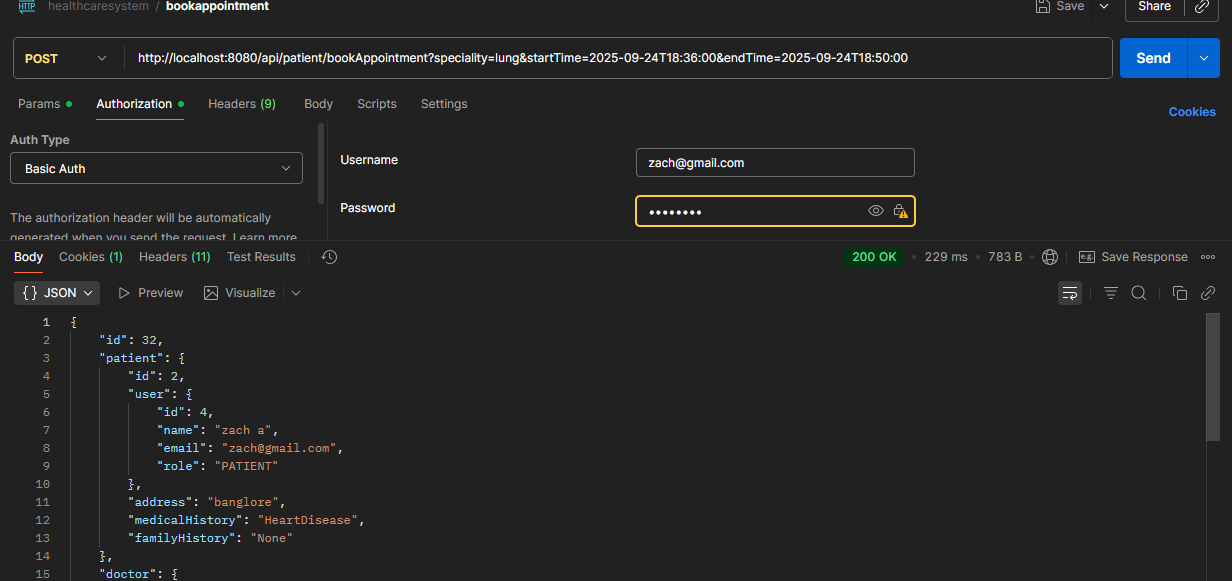 HTTP healthcaresystem / bookappointment Save Share
POST http://localhost:8080/api/patient/bookAppointment?speciality=lung&startTime=2025-09-24T18:36:00&endTime=2025-09-24T18:50:00 Send
Params Authorization Headers (9) Body Scripts Settings Cookies
Auth Type
Basic Auth
The authorization header will be automatically
generated when you send the request. Learn more
Username zach@gmail.com
Password ••••••••
Body Cookies (1) Headers (11) Test Results 200 OK • 229 ms • 783 B e.g. Save Response
{} JSON Preview Visualize
1 {
2 "id": 32,
3 "patient": {
4 "id": 2,
5 "user": {
6 "id": 4,
7 "name": "zach a",
8 "email": "zach@gmail.com",
9 "role": "PATIENT"
10 },
11 "address": "banglore",
12 "medicalHistory": "HeartDisease",
13 "familyHistory": "None"
14 },
15 "doctor": {